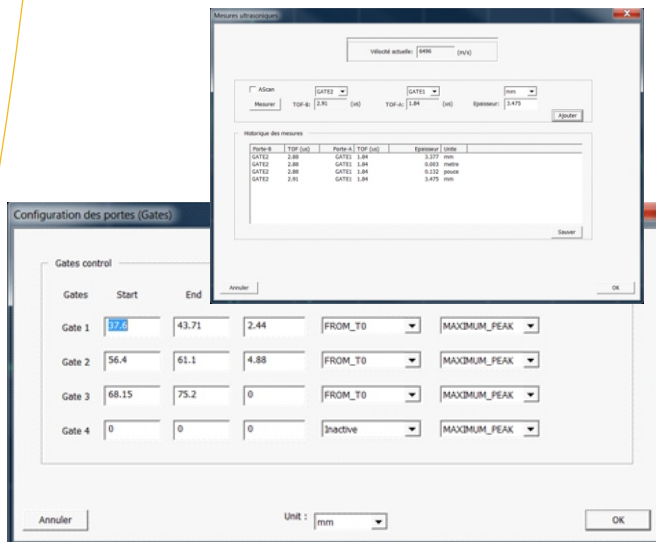 Mesures ultrasoniques
Vélocité actuelle: 6496 (m/s)
AScan GATE2 GATE1 mm
Mesurer TOF-B: 2.91 (us) TOF-A: 1.84 (us) Epaisseur: 3.475
Ajouter
Historique des mesures
Porte-B TOF (us) Porte-A TOF (us) Epaisseur Unite
GATE2 2.88 GATE1 1.84 3.377 mm
GATE2 2.88 GATE1 1.84 0.003 metre
GATE2 2.88 GATE1 1.84 0.132 pouce
GATE2 2.91 GATE1 1.84 3.475 mm
Sauver
Annuler OK
Configuration des portes (Gates)
Gates control
Gates Start End
Gate 1 37.6 43.71 2.44 FROM_T0 MAXIMUM_PEAK
Gate 2 56.4 61.1 4.88 FROM_T0 MAXIMUM_PEAK
Gate 3 68.15 75.2 0 FROM_T0 MAXIMUM_PEAK
Gate 4 0 0 0 Inactive MAXIMUM_PEAK
Annuler Unit : mm OK